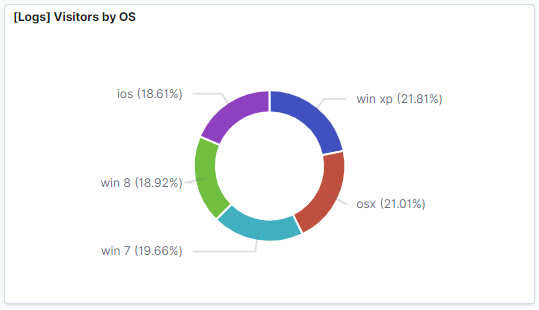 [Logs] Visitors by OS
ios (18.61%)
win xp (21.81%)
win 8 (18.92%)
osx (21.01%)
win 7 (19.66%)